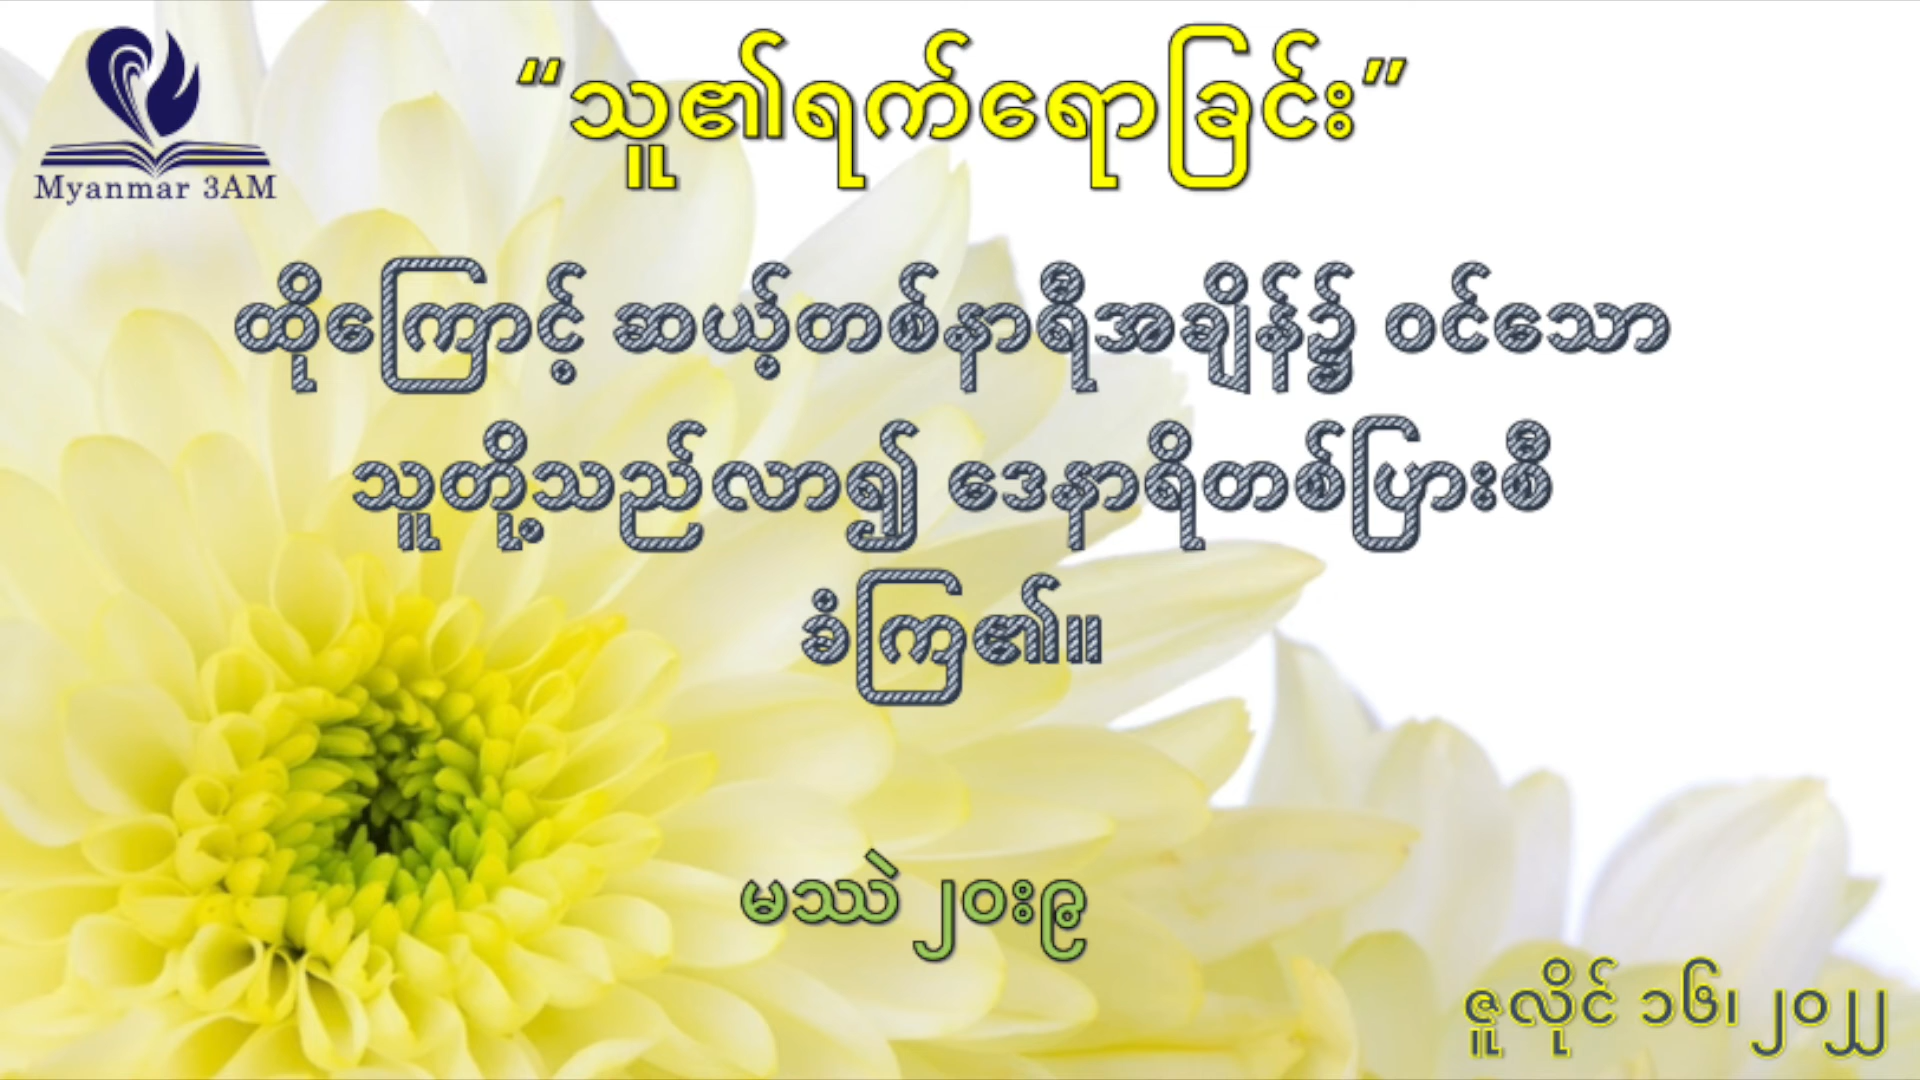 Myanmar 3AM
“သူ၏ရက်ရောခြင်း”
ထိုကြောင့် ဆယ့်တစ်နာရီအချိန်၌ ဝင်သော
သူတို့သည်လာ၍ ဒေနာရိတစ်ပြားစီ
ခံကြ၏။
မဿဲ ၂၀း၉
ဇူလိုင် ၁၆၊ ၂၀၂၂